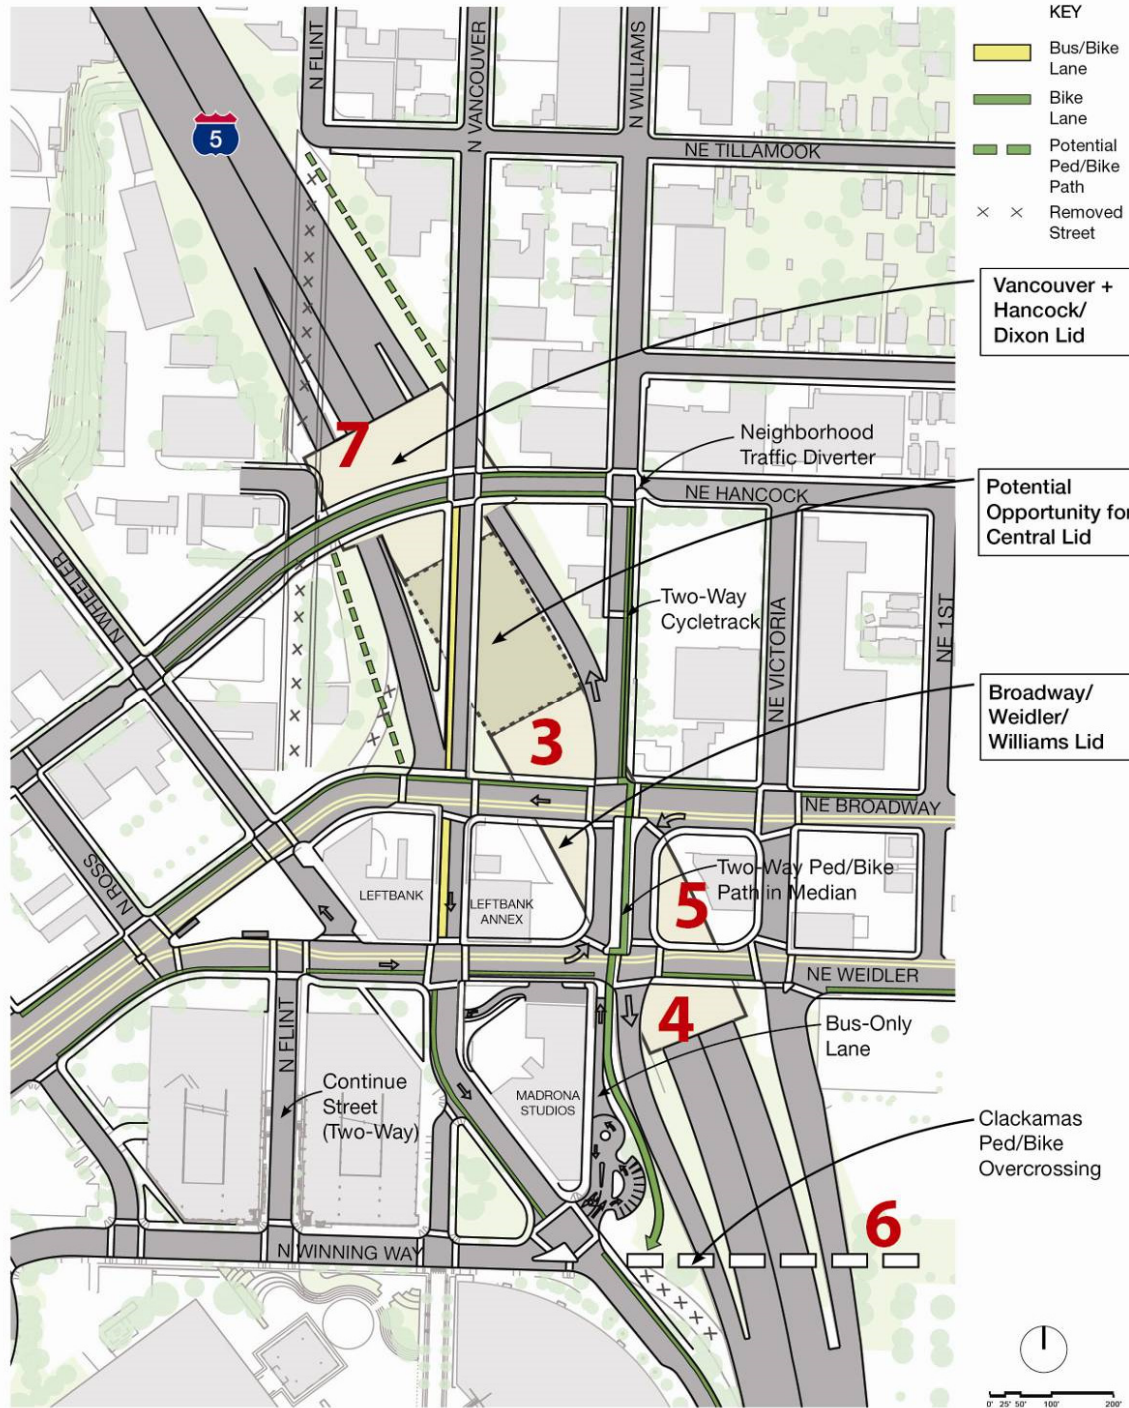 KEY
Bus/Bike
Lane
Bike
Lane
Potential
Ped/Bike
Path
Removed
Street
N FLINT
N VANCOUVER
N WILLIAMS
5
NE TILLAMOOK
Vancouver +
Hancock/
Dixon Lid
7
Neighborhood
Traffic Diverter
NE HANCOCK
Potential
Opportunity for
Central Lid
N WHEELER
Two-Way
Cycletrack
NE VICTORIA
NE 1ST
Broadway/
Weidler/
Williams Lid
3
NE BROADWAY
N ROSS
LEFTBANK
LEFTBANK
ANNEX
Two-Way Ped/Bike
Path in Median
5
NE WEIDLER
N FLINT
4
Bus-Only
Lane
Continue
Street
(Two-Way)
MADRONA
STUDIOS
Clackamas
Ped/Bike
Overcrossing
6
N WINNING WAY
0' 25' 50' 100' 200'